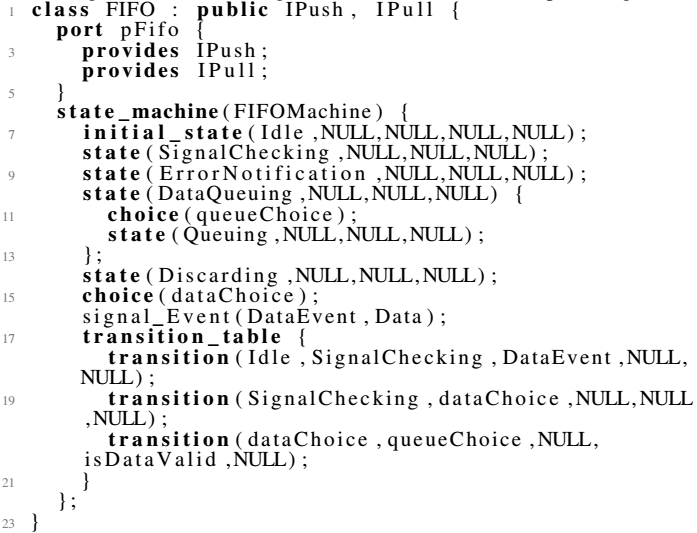 1 class FIFO : public IPush, IPull {
port pFifo {
3 provides IPush;
provides IPull;
5 }
state_machine(FIFOMachine) {
7 initial_state(Idle,NULL,NULL,NULL,NULL);
state(SignalChecking,NULL,NULL,NULL);
9 state(ErrorNotification,NULL,NULL,NULL);
state(DataQueuing,NULL,NULL,NULL) {
11 choice(queueChoice);
state(Queuing,NULL,NULL,NULL);
13 };
state(Discarding,NULL,NULL,NULL);
15 choice(dataChoice);
signal_Event(DataEvent,Data);
17 transition_table {
transition(Idle,SignalChecking,DataEvent,NULL,
NULL);
19 transition(SignalChecking,dataChoice,NULL,NULL
,NULL);
transition(dataChoice,queueChoice,NULL,
isDataValid,NULL);
21 }
};
23 }